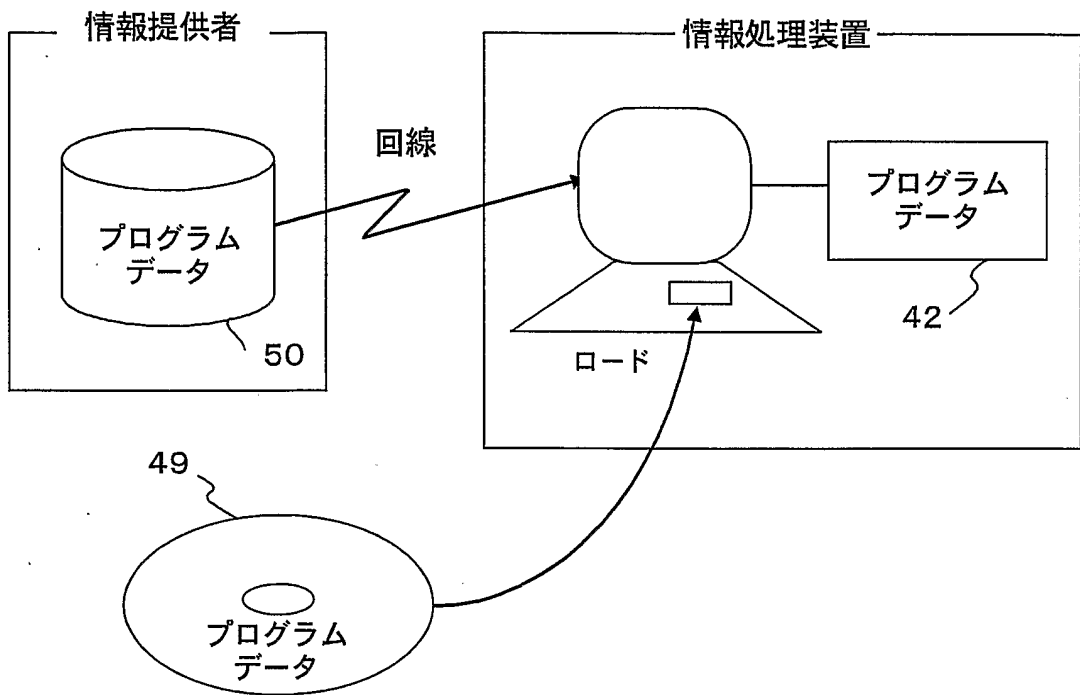 情報提供者
プログラム
データ
50
回線
情報処理装置
プログラム
データ
42
ロード
49
プログラム
データ